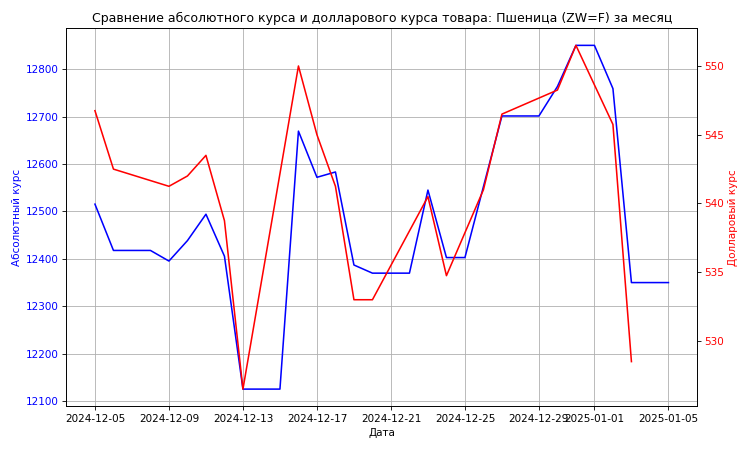 Сравнение абсолютного курса и долларового курса товара: Пшеница (ZW=F) за месяц
Абсолютный курс
12800
12700
12600
12500
12400
12300
12200
12100
550
545
540
535
530
Долларовый курс
2024-12-05 2024-12-09 2024-12-13 2024-12-17 2024-12-21 2024-12-25 2024-12-29 2025-01-01 2025-01-05
Дата